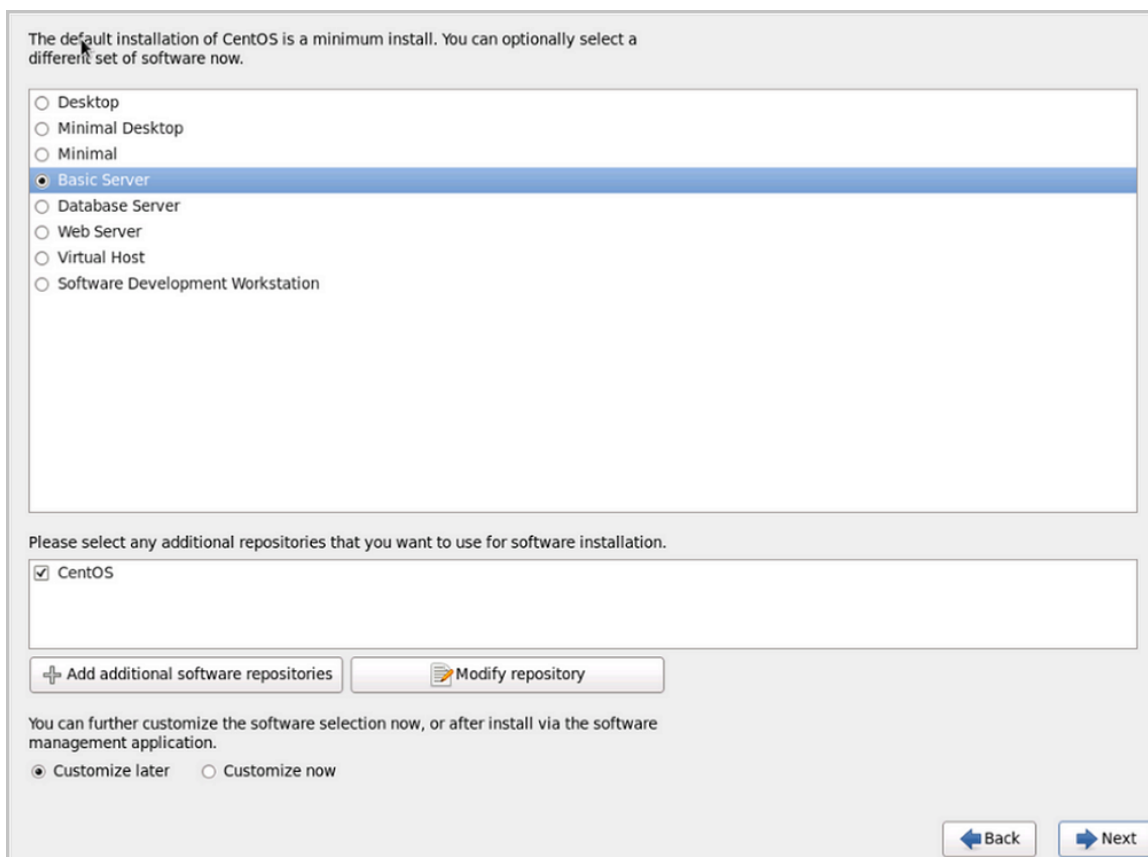 The default installation of CentOS is a minimum install. You can optionally select a
different set of software now.
Desktop
Minimal Desktop
Minimal
Basic Server
Database Server
Web Server
Virtual Host
Software Development Workstation
Please select any additional repositories that you want to use for software installation.
CentOS
Add additional software repositories
Modify repository
You can further customize the software selection now, or after install via the software
management application.
Customize later
Customize now
Back
Next